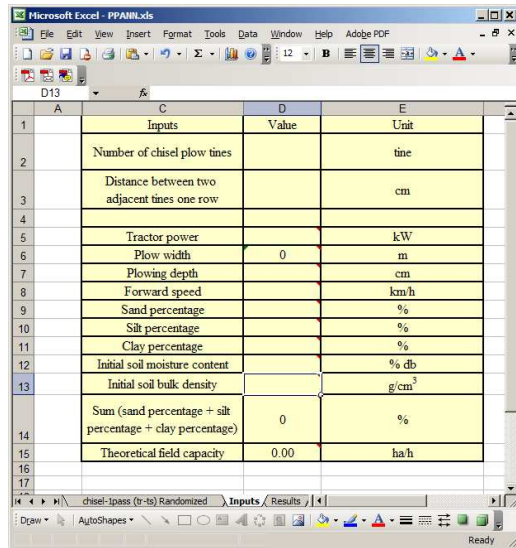 Microsoft Excel - PPANN.xls
File Edit View Insert Format Tools Data Window Help Adobe PDF
12 B A
D13 fx
A C D E
1 Inputs Value Unit
2 Number of chisel plow tines tine
Distance between two
3 adjacent tines one row cm
4
5 Tractor power kW
6 Plow width 0 m
7 Plowing depth cm
8 Forward speed km/h
9 Sand percentage %
10 Silt percentage %
11 Clay percentage %
12 Initial soil moisture content % db
13 Initial soil bulk density g/cm³
Sum (sand percentage + silt
14 percentage + clay percentage) 0 %
15 Theoretical field capacity 0.00 ha/h
16
17
chisel-1pass (tr-ts) Randomized Inputs Results
Draw AutoShapes A
Ready